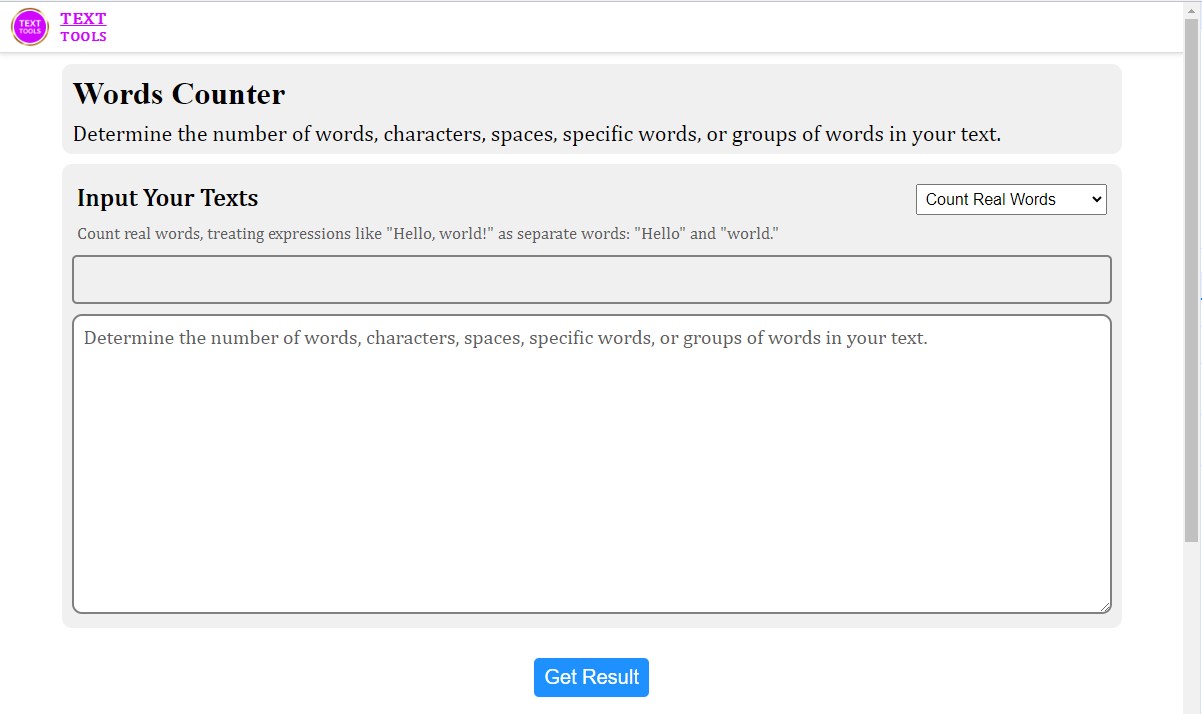 TEXT
TOOLS
TEXT
TOOLS
Words Counter
Determine the number of words, characters, spaces, specific words, or groups of words in your text.
Input Your Texts
Count Real Words
Count real words, treating expressions like "Hello, world!" as separate words: "Hello" and "world."
Determine the number of words, characters, spaces, specific words, or groups of words in your text.
Get Result